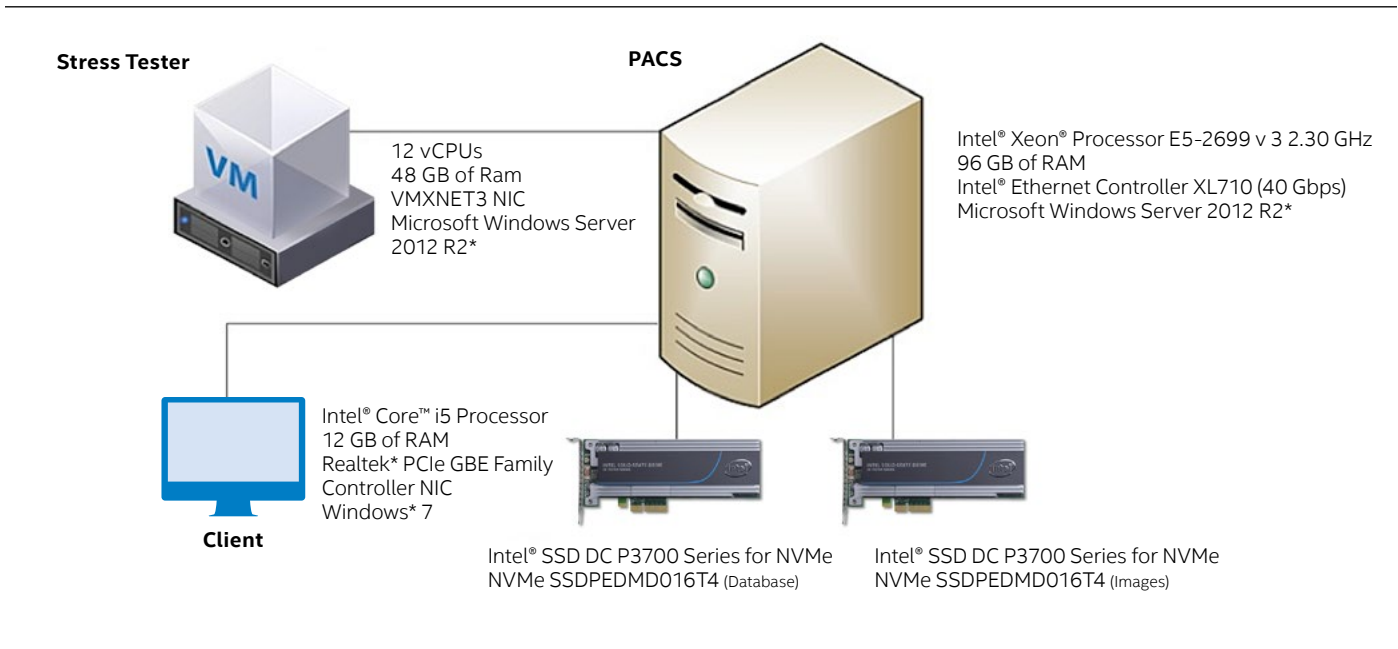 Stress Tester
PACS
VM
12 vCPUs
48 GB of Ram
VMXNET3 NIC
Microsoft Windows Server
2012 R2*
Intel® Xeon® Processor E5-2699 v 3 2.30 GHz
96 GB of RAM
Intel® Ethernet Controller XL710 (40 Gbps)
Microsoft Windows Server 2012 R2*
Intel® Core™ i5 Processor
12 GB of RAM
Realtek* PCIe GBE Family
Controller NIC
Windows* 7
Client
Intel® SSD DC P3700 Series for NVMe
NVMe SSDPEDMD016T4 (Database)
Intel® SSD DC P3700 Series for NVMe
NVMe SSDPEDMD016T4 (Images)